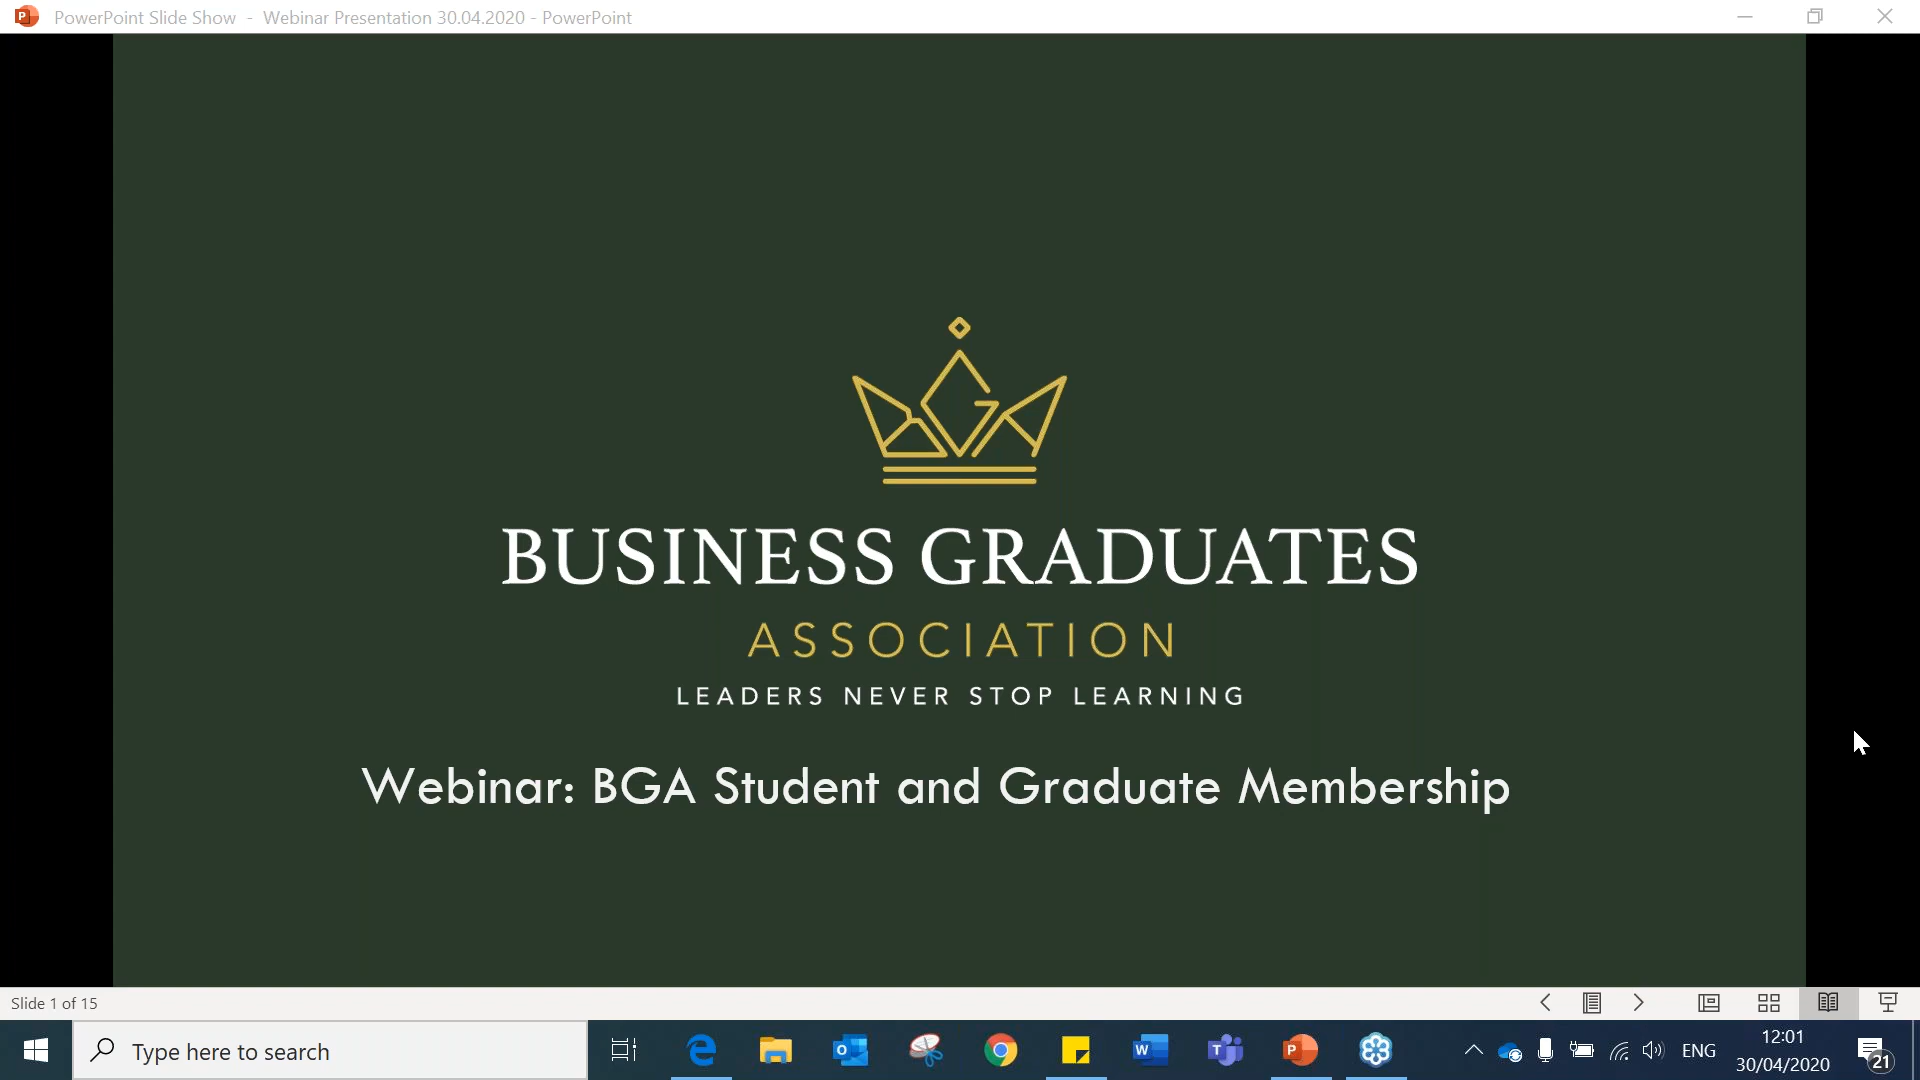 PowerPoint Slide Show - Webinar Presentation 30.04.2020 - PowerPoint
BUSINESS GRADUATES
ASSOCIATION
LEADERS NEVER STOP LEARNING
Webinar: BGA Student and Graduate Membership
Slide 1 of 15
Type here to search
ENG
12:01
30/04/2020
21